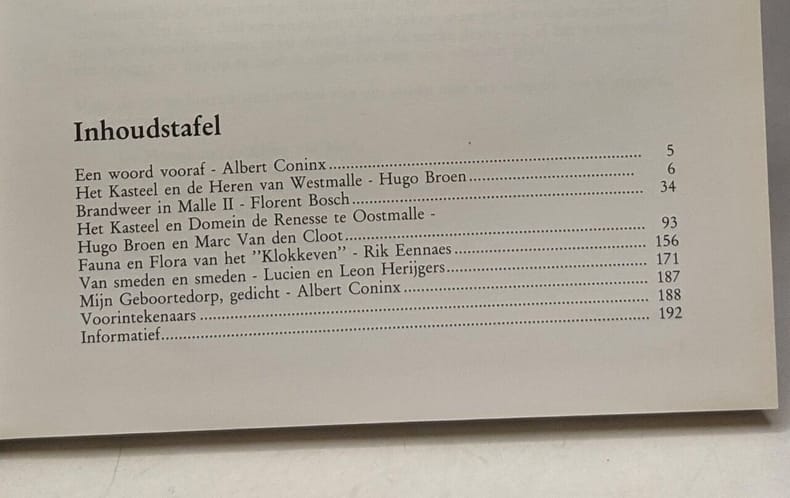 Inhoudstafel
Een woord vooraf - Albert Coninx ........ 5
Het Kasteel en de Heren van Westmalle - Hugo Broen ........ 6
Brandweer in Malle II - Florent Bosch ........ 34
Het Kasteel en Domein de Renesse te Oostmalle -
Hugo Broen en Marc Van den Cloot ........ 93
Fauna en Flora van het "Klokkeven" - Rik Eennaes ........ 156
Van smeden en smeden - Lucien en Leon Herijgers ........ 171
Mijn Geboortedorp, gedicht - Albert Coninx ........ 187
Voorintekenaars ........ 188
Informatief ........ 192